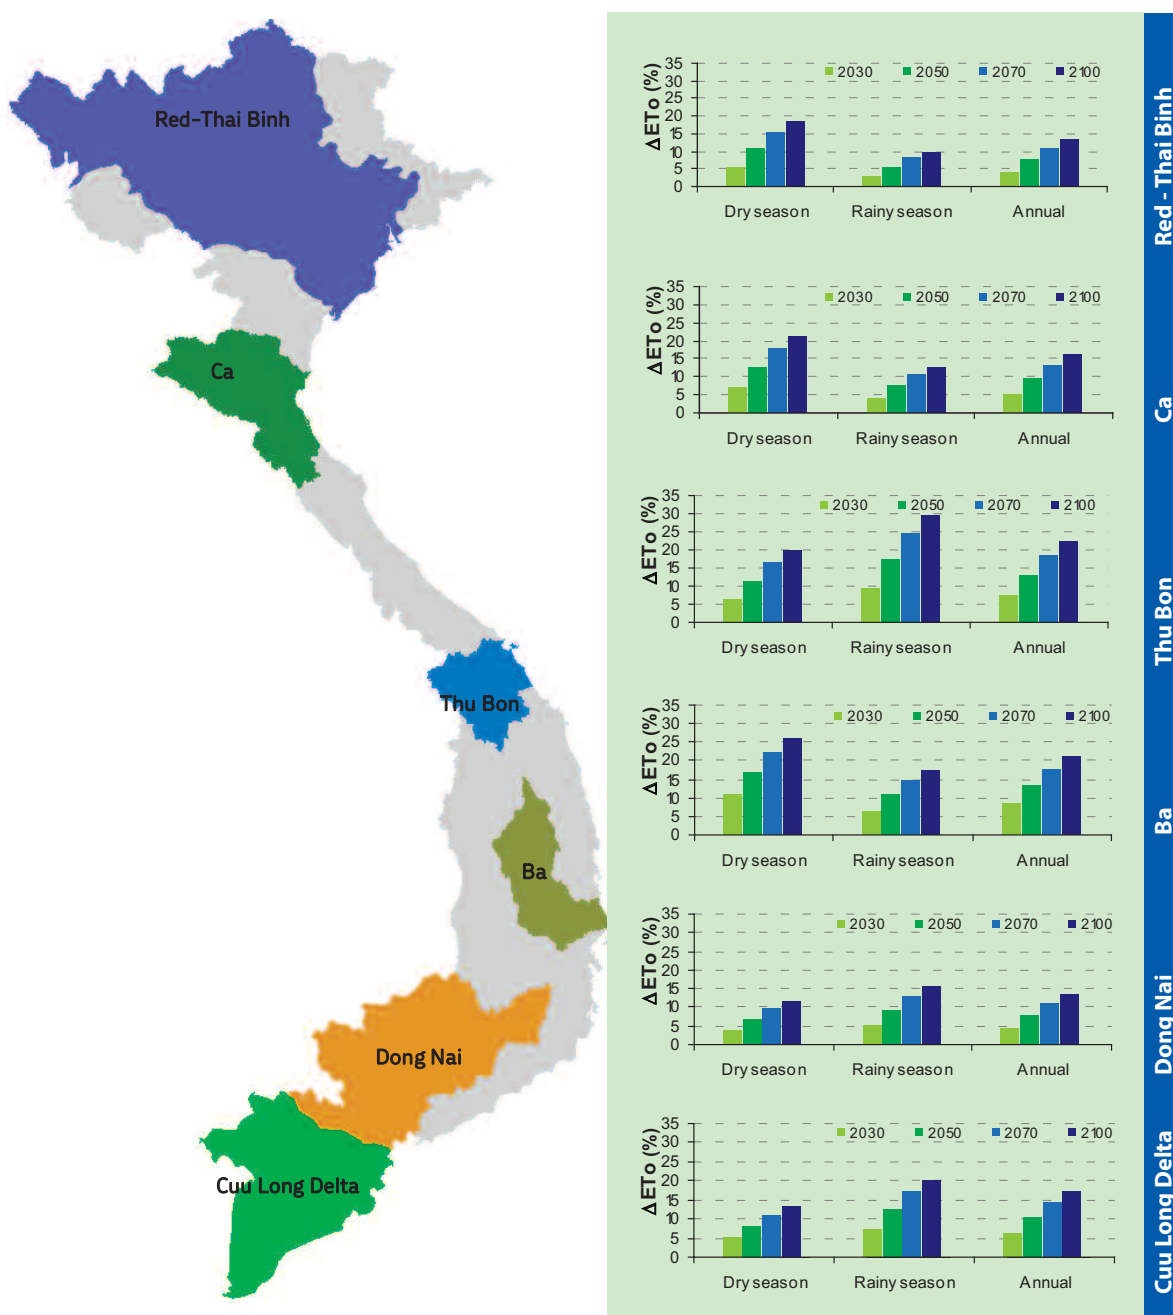 Red-Thai Binh
Ca
Thu Bon
Ba
Dong Nai
Cuu Long Delta
ΔETo (%)
35
30
25
20
15
10
5
0
2030 2050 2070 2100
Dry season Rainy season Annual
Red - Thai Binh
ΔETo (%)
35
30
25
20
15
10
5
0
2030 2050 2070 2100
Dry season Rainy season Annual
Ca
ΔETo (%)
35
30
25
20
15
10
5
0
2030 2050 2070 2100
Dry season Rainy season Annual
Thu Bon
ΔETo (%)
35
30
25
20
15
10
5
0
2030 2050 2070 2100
Dry season Rainy season Annual
Ba
ΔETo (%)
35
30
25
20
15
10
5
0
2030 2050 2070 2100
Dry season Rainy season Annual
Dong Nai
ΔETo (%)
35
30
25
20
15
10
5
0
2030 2050 2070 2100
Dry season Rainy season Annual
Cuu Long Delta